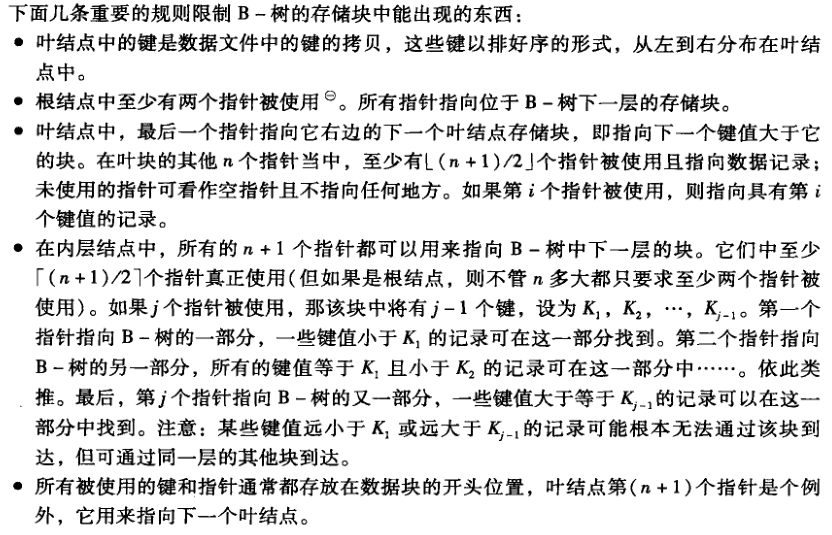 下面几条重要的规则限制 B-树的存储块中能出现的东西:
● 叶结点中的键是数据文件中的键的拷贝，这些键以排好序的形式，从左到右分布在叶结
点中。
● 根结点中至少有两个指针被使用㊀。所有指针指向位于 B-树下一层的存储块。
● 叶结点中，最后一个指针指向它右边的下一个叶结点存储块，即指向下一个键值大于它
的块。在叶块的其他 n 个指针当中，至少有⌊(n+1)/2⌋个指针被使用且指向数据记录；
未使用的指针可看作空指针且不指向任何地方。如果第 i 个指针被使用，则指向具有第 i
个键值的记录。
● 在内层结点中，所有的 n+1 个指针都可以用来指向 B-树中下一层的块。它们中至少
⌈(n+1)/2⌉个指针真正使用(但如果是根结点，则不管 n 多大都只要求至少两个指针被
使用)。如果 j 个指针被使用，那该块中将有 j-1 个键，设为 K₁，K₂，…，Kⱼ₋₁。第一个
指针指向 B-树的一部分，一些键值小于 K₁ 的记录可在这一部分找到。第二个指针指向
B-树的另一部分，所有的键值等于 K₁ 且小于 K₂ 的记录可在这一部分中……。依此类
推。最后，第 j 个指针指向 B-树的又一部分，一些键值大于等于 Kⱼ₋₁的记录可以在这一
部分中找到。注意：某些键值远小于 K₁ 或远大于 Kⱼ₋₁的记录可能根本无法通过该块到
达，但可通过同一层的其他块到达。
● 所有被使用的键和指针通常都存放在数据块的开头位置，叶结点第(n+1)个指针是个例
外，它用来指向下一个叶结点。